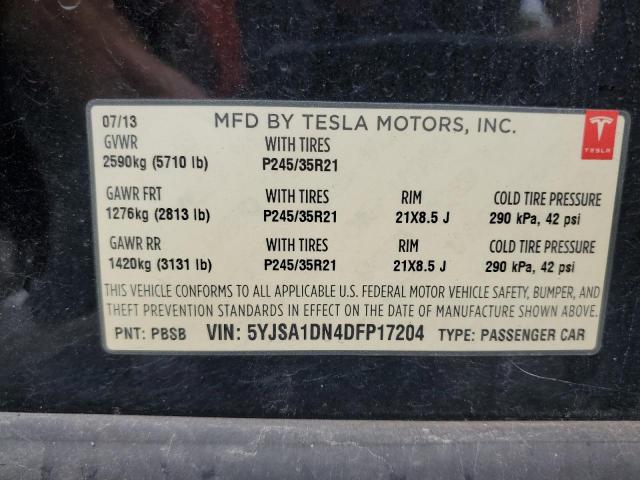 07/13 MFD BY TESLA MOTORS, INC.
TESLA
GVWR WITH TIRES
2590kg (5710 lb) P245/35R21
GAWR FRT WITH TIRES RIM COLD TIRE PRESSURE
1276kg (2813 lb) P245/35R21 21X8.5 J 290 kPa, 42 psi
GAWR RR WITH TIRES RIM COLD TIRE PRESSURE
1420kg (3131 lb) P245/35R21 21X8.5 J 290 kPa, 42 psi
THIS VEHICLE CONFORMS TO ALL APPLICABLE U.S. FEDERAL MOTOR VEHICLE SAFETY, BUMPER, AND
THEFT PREVENTION STANDARDS IN EFFECT ON THE DATE OF MANUFACTURE SHOWN ABOVE.
PNT: PBSB VIN: 5YJSA1DN4DFP17204 TYPE: PASSENGER CAR